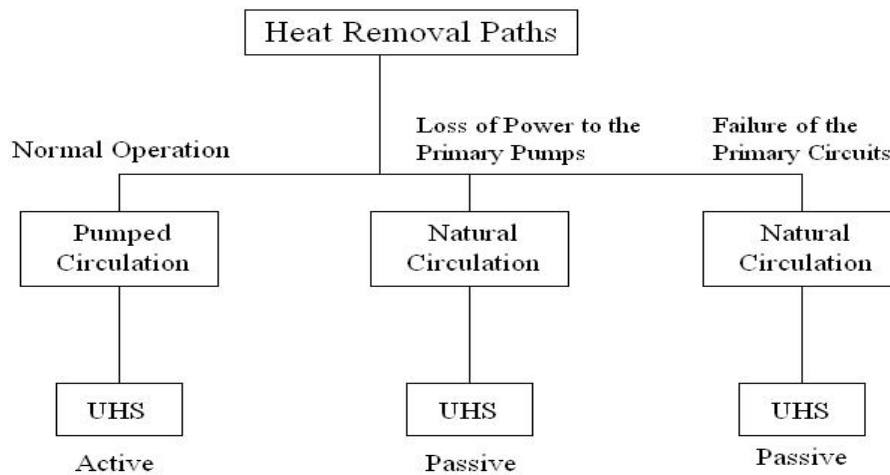 Heat Removal Paths
Normal Operation
Loss of Power to the
Primary Pumps
Failure of the
Primary Circuits
Pumped
Circulation
Natural
Circulation
Natural
Circulation
UHS
UHS
UHS
Active
Passive
Passive